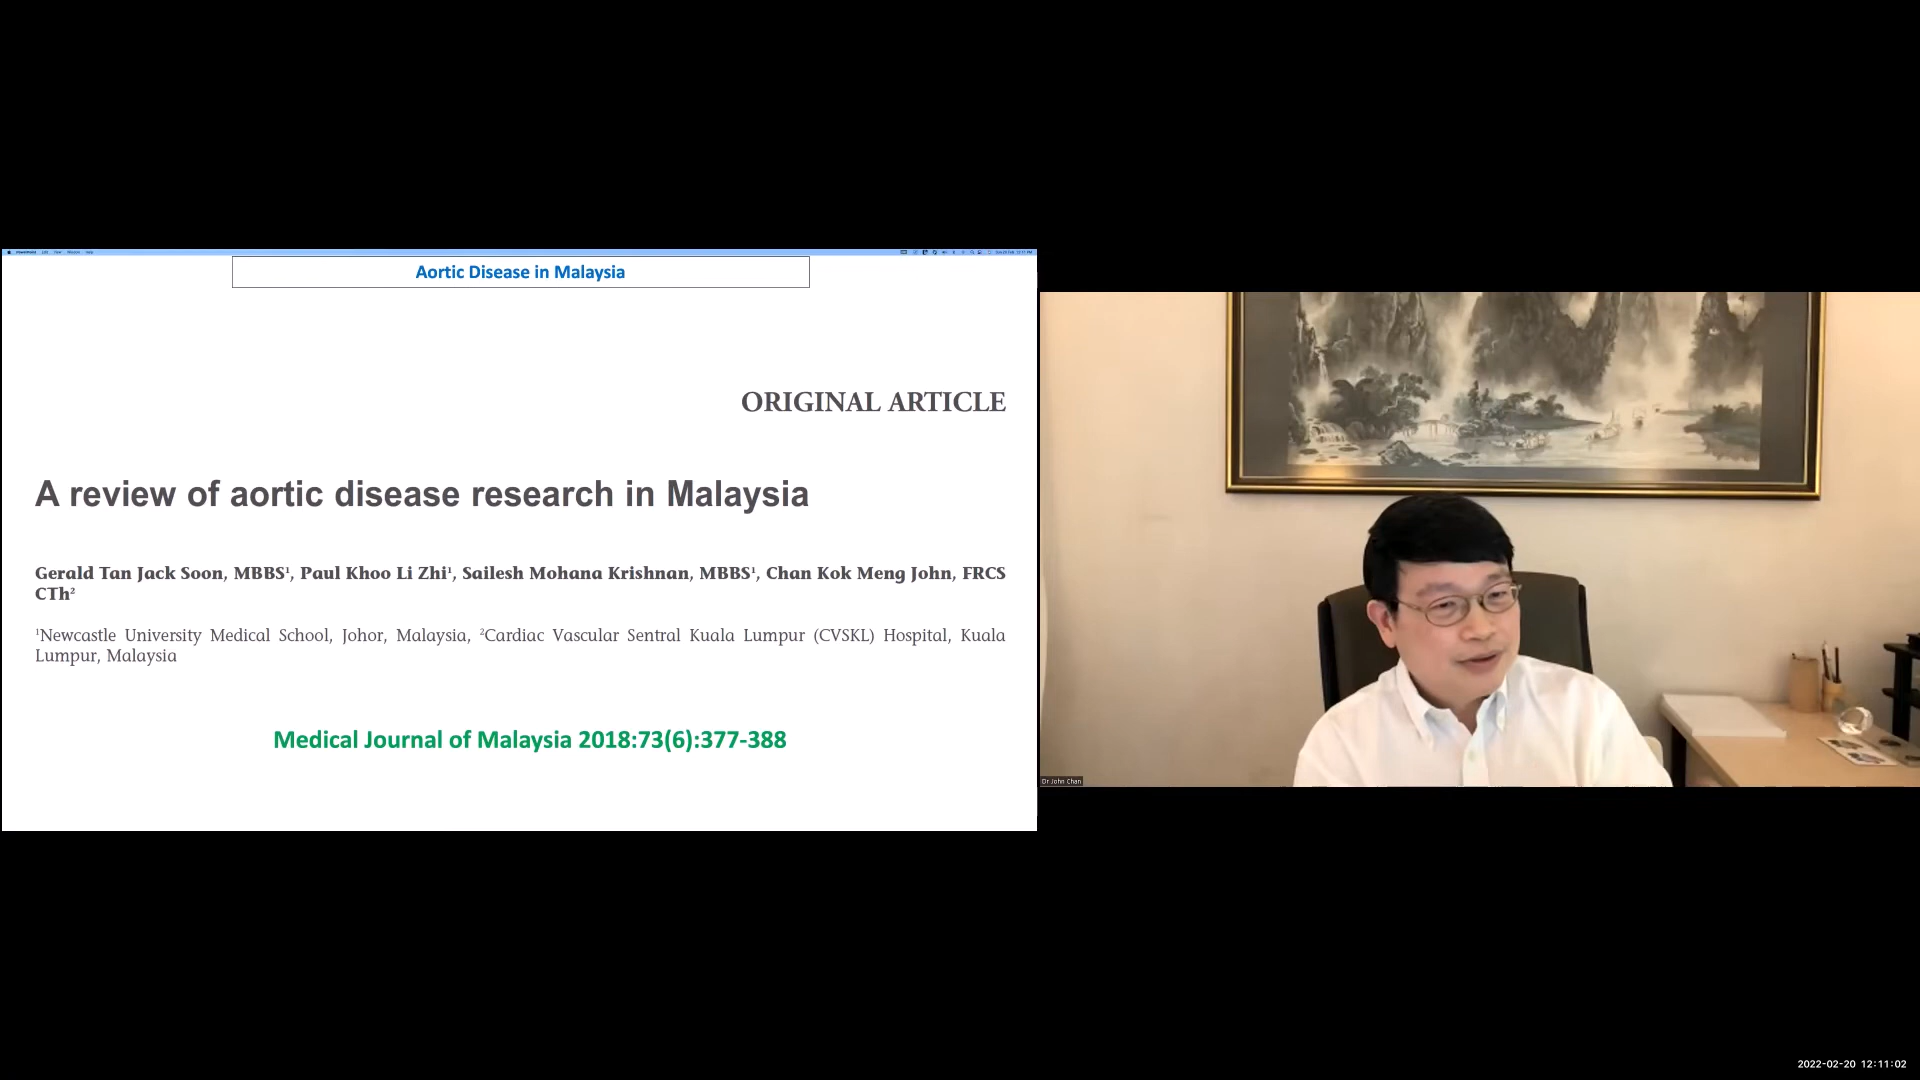 Aortic Disease in Malaysia
ORIGINAL ARTICLE
A review of aortic disease research in Malaysia
Gerald Tan Jack Soon, MBBS¹, Paul Khoo Li Zhi¹, Sailesh Mohana Krishnan, MBBS¹, Chan Kok Meng John, FRCS
CTh²
¹Newcastle University Medical School, Johor, Malaysia, ²Cardiac Vascular Sentral Kuala Lumpur (CVSKL) Hospital, Kuala
Lumpur, Malaysia
Medical Journal of Malaysia 2018:73(6):377-388
Dr John Chan
2022-02-20 12:11:02